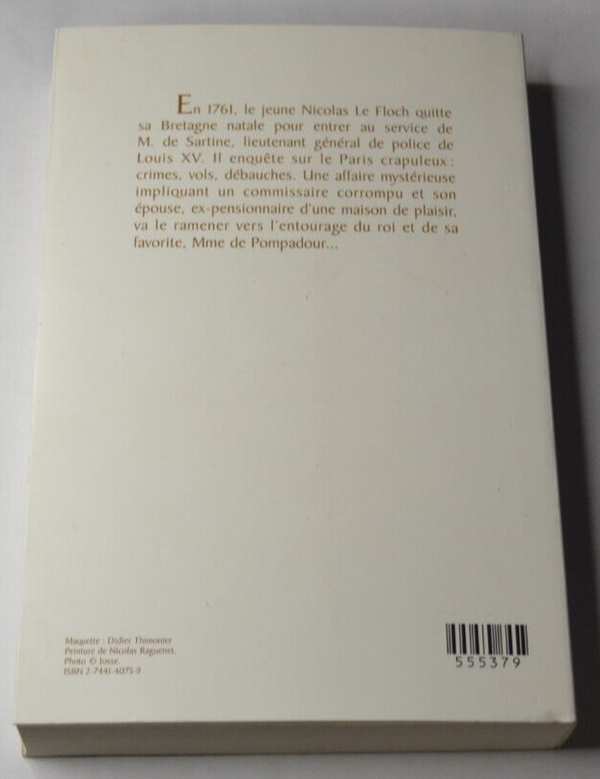 En 1761, le jeune Nicolas Le Floch quitte
sa Bretagne natale pour entrer au service de
M. de Sartine, lieutenant général de police de
Louis XV. Il enquête sur le Paris crapuleux :
crimes, vols, débauches. Une affaire mystérieuse
impliquant un commissaire corrompu et son
épouse, ex-pensionnaire d'une maison de plaisir,
va le ramener vers l'entourage du roi et de sa
favorite, Mme de Pompadour...
Maquette : Didier Thimonier
Peinture de Nicolas Raguenet.
Photo © Josse.
ISBN 2-7441-4075-9
555379